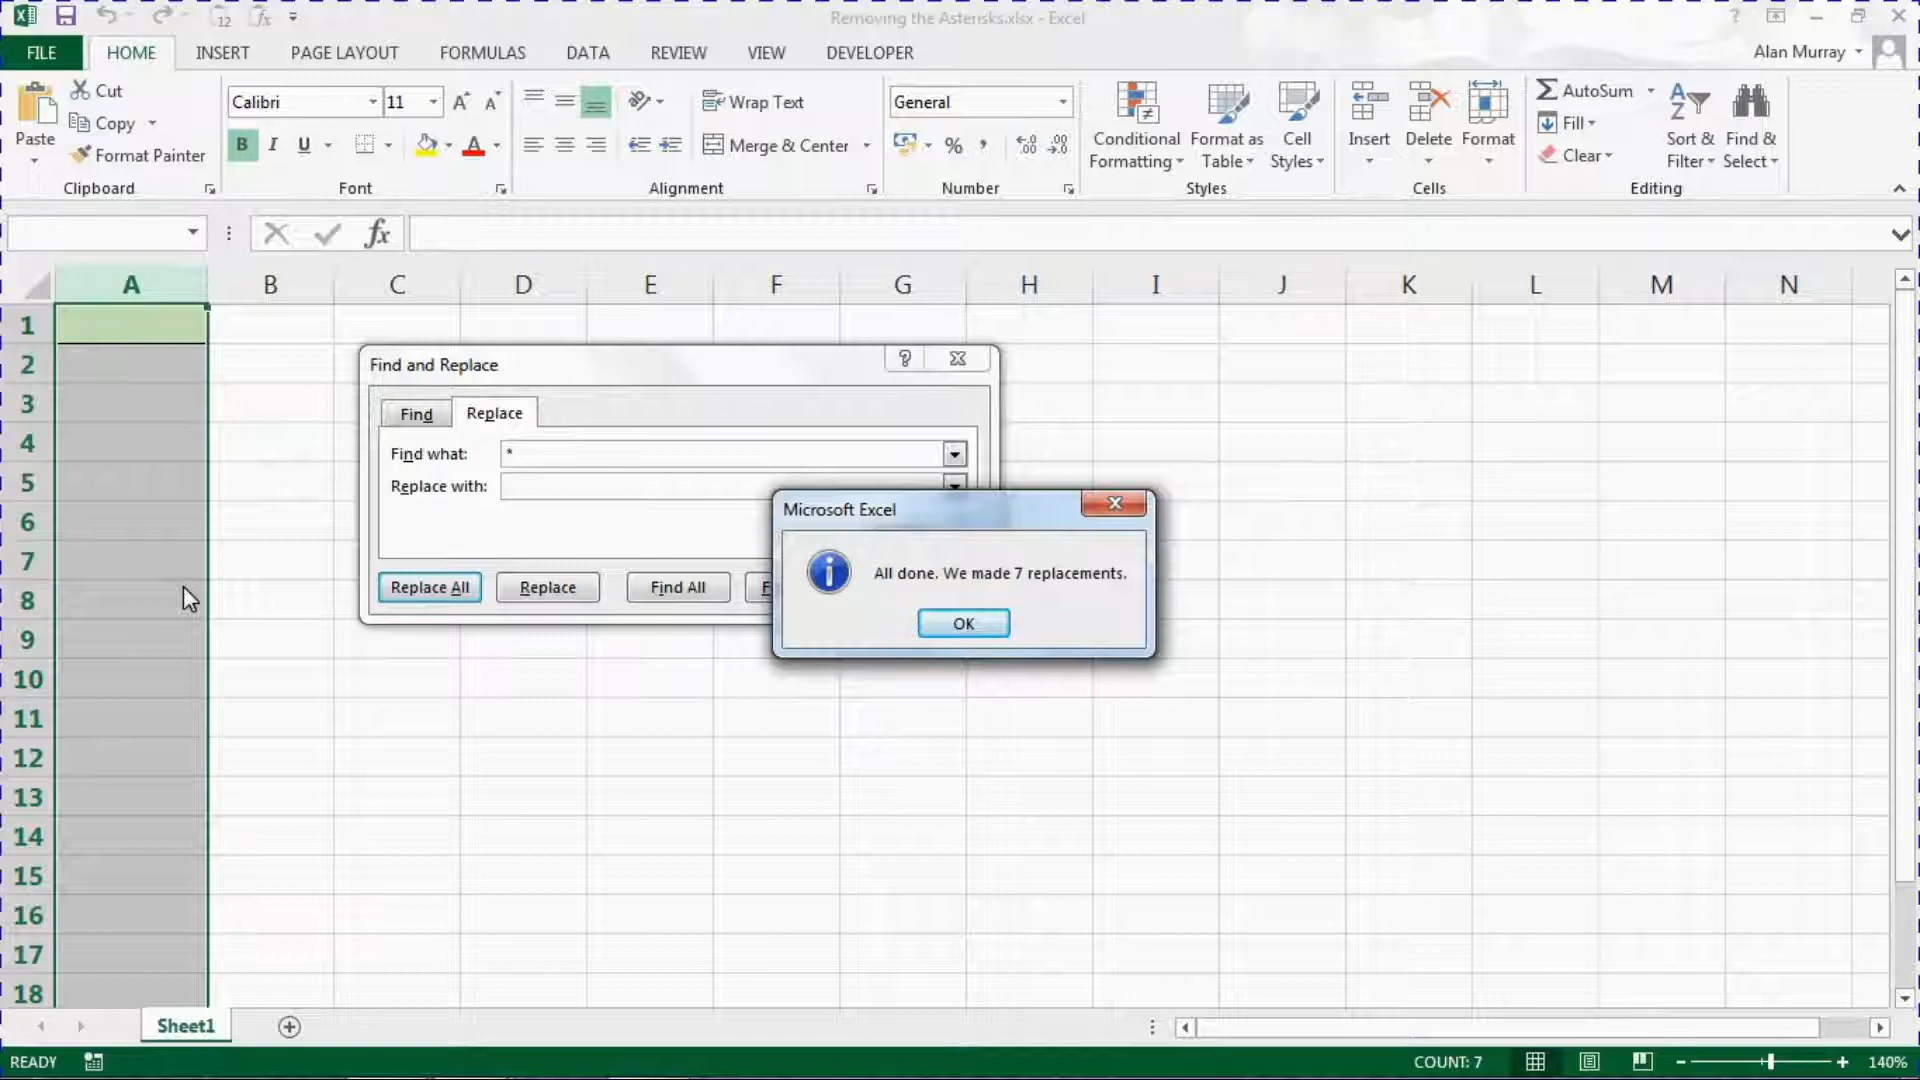 12 fx
Removing the Asterisks.xlsx - Excel
?
FILE HOME INSERT PAGE LAYOUT FORMULAS DATA REVIEW VIEW DEVELOPER
Alan Murray
Paste
Cut
Copy
Format Painter
Clipboard
Calibri 11 A A
B I U A
Font
Wrap Text
Merge & Center
Alignment
General
% ,
Number
Conditional
Formatting
Format as
Table
Cell
Styles
Styles
Insert
Delete
Format
Cells
AutoSum
Fill
Clear
Sort &
Filter
Find &
Select
Editing
fx
A B C D E F G H I J K L M N
1
2
3
4
5
6
7
8
9
10
11
12
13
14
15
16
17
18
Find and Replace
?
Find Replace
Find what: *
Replace with:
Replace All Replace Find All F
Microsoft Excel
All done. We made 7 replacements.
OK
Sheet1
READY
COUNT: 7
140%